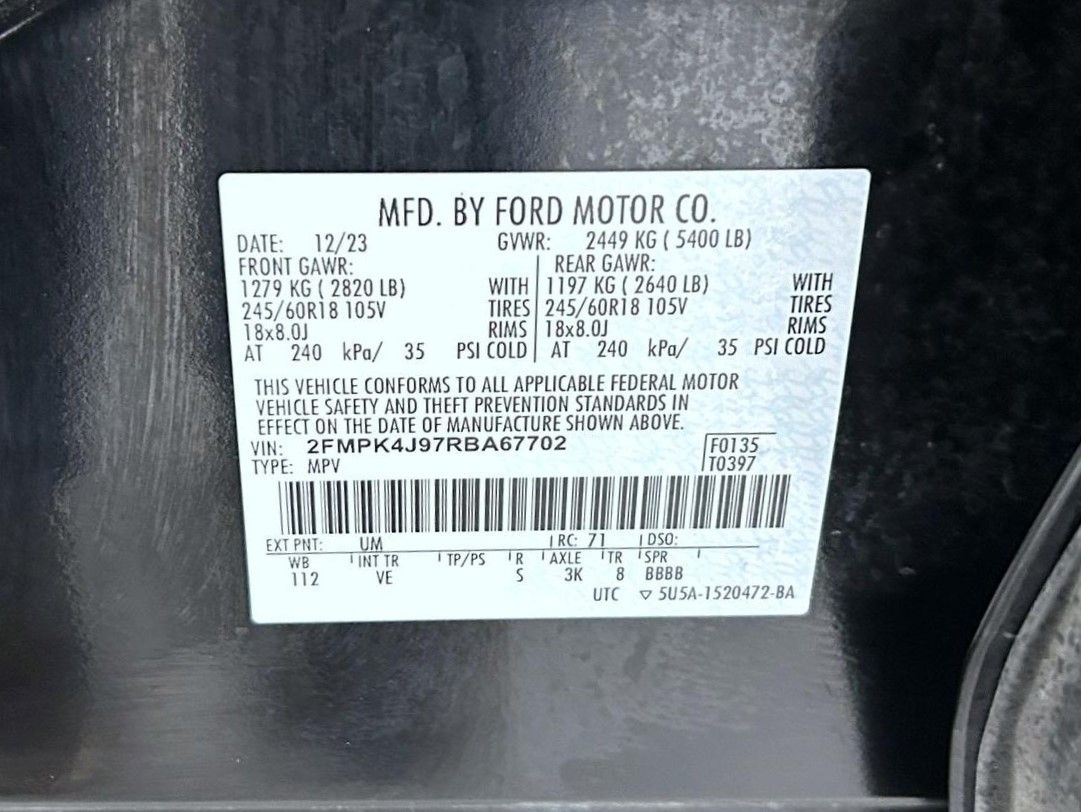 MFD. BY FORD MOTOR CO.
DATE: 12/23 GVWR: 2449 KG ( 5400 LB)
FRONT GAWR: REAR GAWR:
1279 KG ( 2820 LB) WITH 1197 KG ( 2640 LB) WITH
245/60R18 105V TIRES 245/60R18 105V TIRES
18x8.0J RIMS 18x8.0J RIMS
AT 240 kPa/ 35 PSI COLD AT 240 kPa/ 35 PSI COLD
THIS VEHICLE CONFORMS TO ALL APPLICABLE FEDERAL MOTOR
VEHICLE SAFETY AND THEFT PREVENTION STANDARDS IN
EFFECT ON THE DATE OF MANUFACTURE SHOWN ABOVE.
VIN: 2FMPK4J97RBA67702 F0135
TYPE: MPV T0397
EXT PNT: UM RC: 71 DSO:
WB INT TR TP/PS R AXLE TR SPR
112 VE S 3K 8 BBBB
UTC ▽ 5U5A-1520472-BA